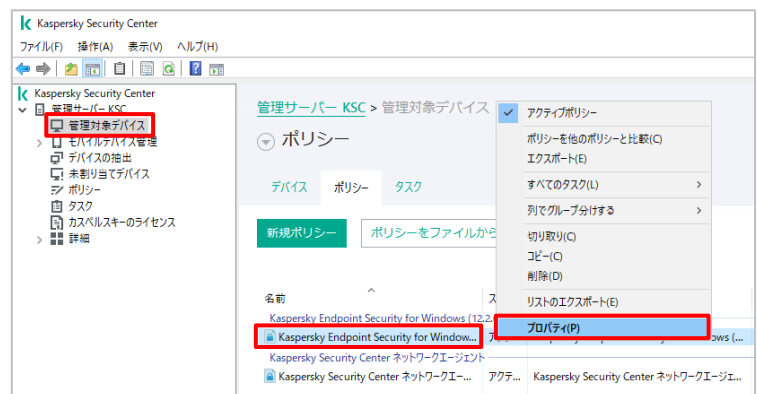 Kaspersky Security Center
ファイル(F) 操作(A) 表示(V) ヘルプ(H)
Kaspersky Security Center
管理サーバー KSC
管理対象デバイス
モバイルデバイス管理
デバイスの抽出
未割り当てデバイス
ポリシー
タスク
カスペルスキーのライセンス
詳細
管理サーバー KSC > 管理対象デバイス
ポリシー
デバイス ポリシー タスク
新規ポリシー ポリシーをファイルから
名前
Kaspersky Endpoint Security for Windows (12.2.
Kaspersky Endpoint Security for Window...
Kaspersky Security Center ネットワークエージェント
Kaspersky Security Center ネットワークエー... アクテ... Kaspersky Security Center ネットワークエージェ...
アクティブポリシー
ポリシーを他のポリシーと比較(C)
エクスポート(E)
すべてのタスク(L)
列でグループ分けする
切り取り(C)
コピー(C)
削除(D)
リストのエクスポート(E)
プロパティ(P)